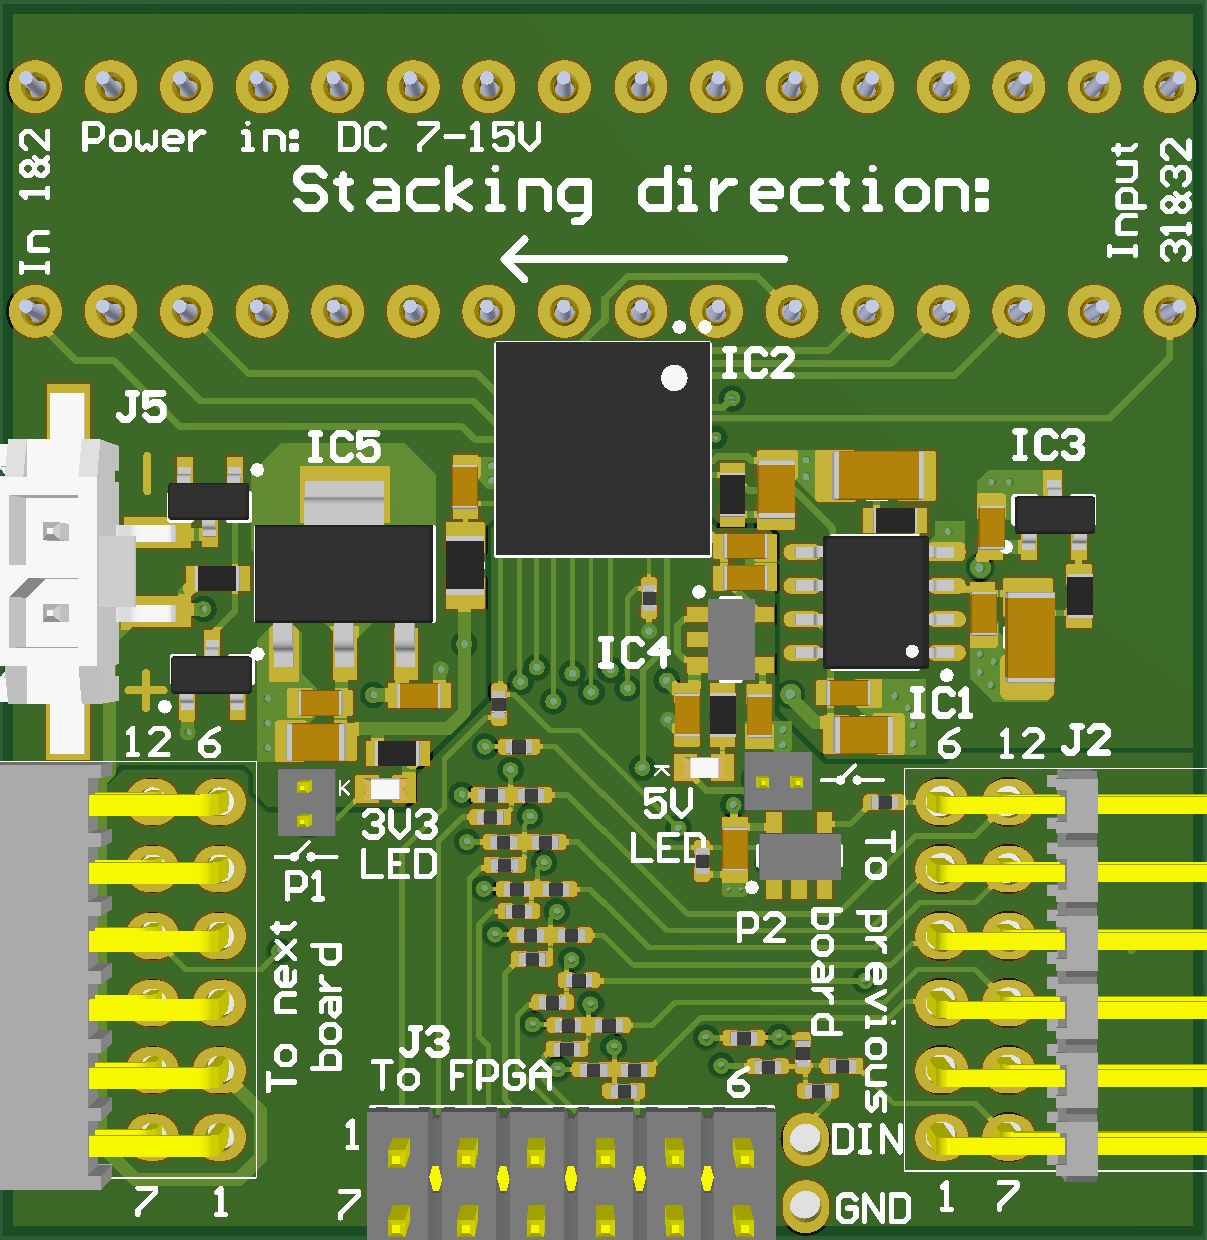 Power in: DC 7-15V
In 1&2
Stacking direction:
Input
31&32
IC2
J5
IC5
IC3
IC4
IC1
12 6
6 12 J2
K
K
3V3
LED
5V
LED
P1
P2
To next
board
To previous
board
J3
To FPGA
6
1
7
DIN
GND
7 1
1 7